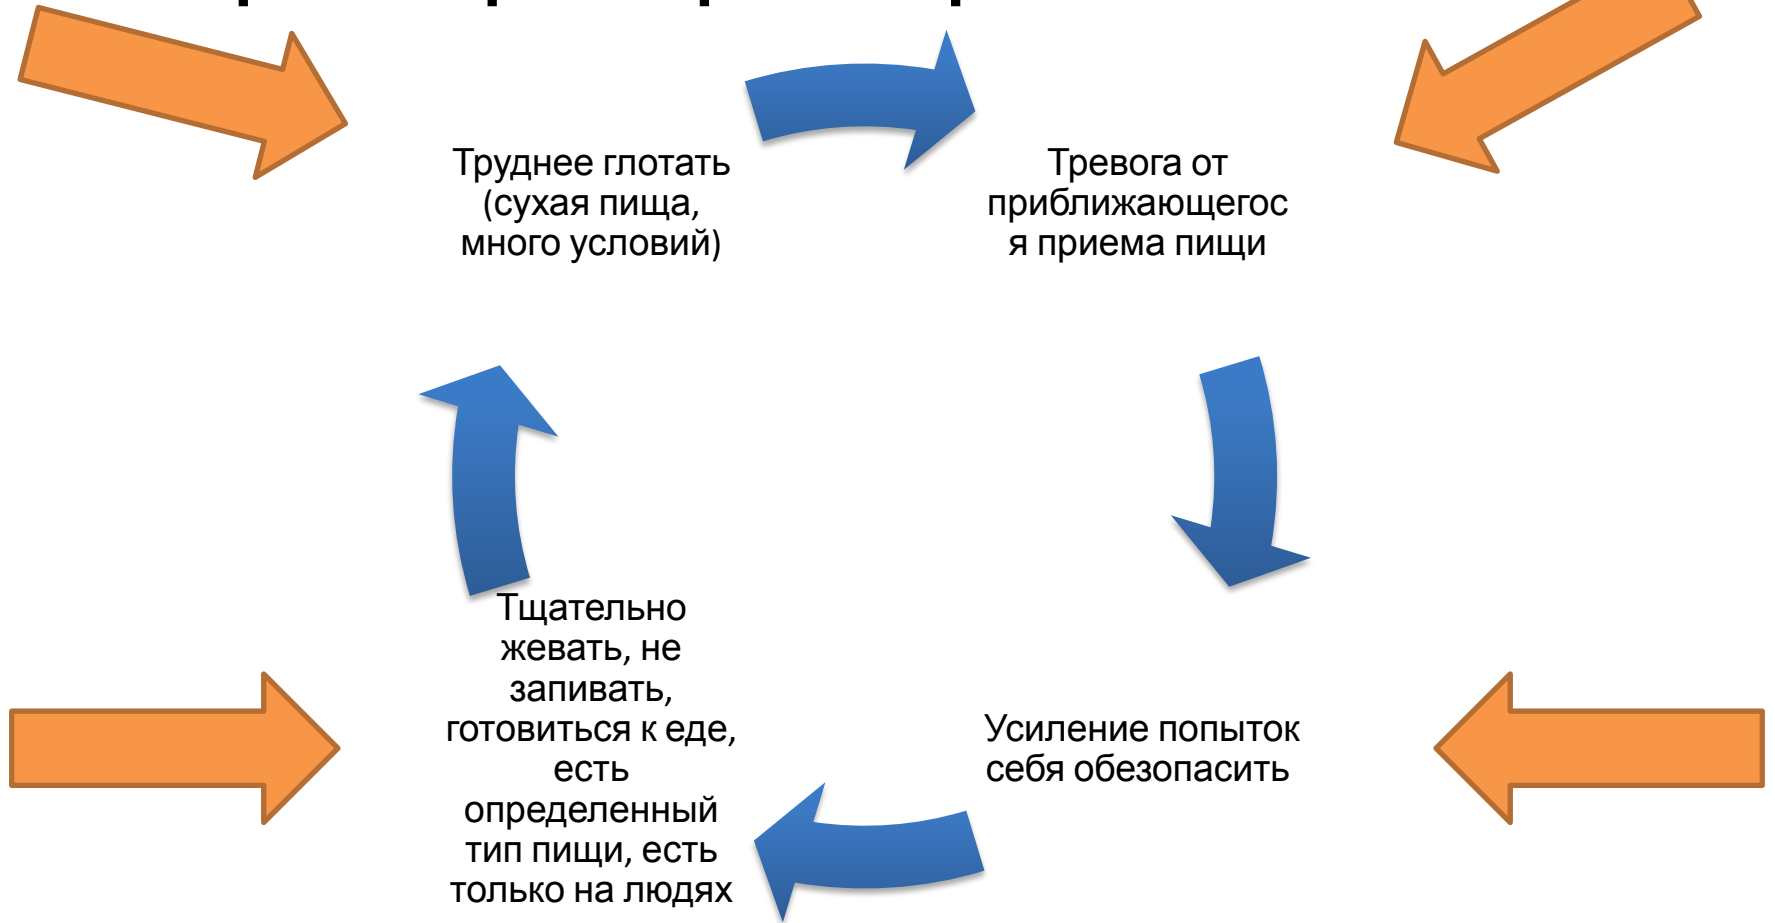 Труднее глотать
(сухая пища,
много условий)
Тревога от
приближающегос
я приема пищи
Тщательно
жевать, не
запивать,
готовиться к еде,
есть
определенный
тип пищи, есть
только на людях
Усиление попыток
себя обезопасить